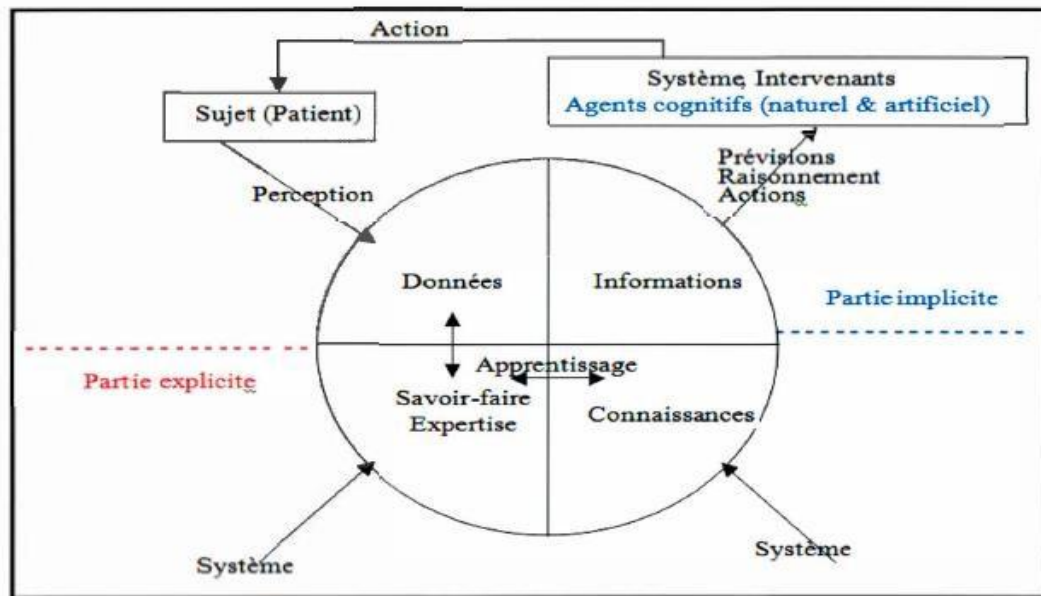 Action
Système, Intervenants
Agents cognitifs (naturel & artificiel)
Sujet (Patient)
Prévisions
Raisonnement
Actions
Perception
Données
Informations
Partie implicite
Apprentissage
Partie explicite
Savoir-faire
Expertise
Connaissances
Système
Système